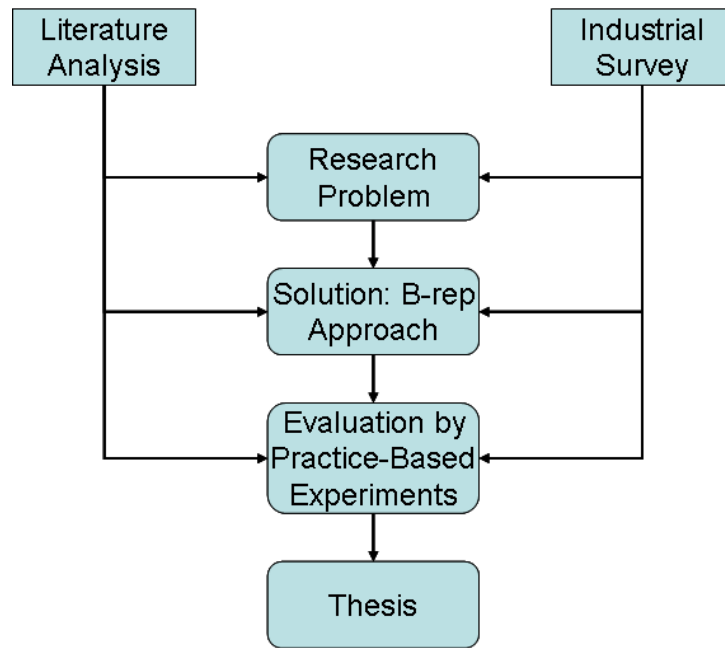 Literature
Analysis
Industrial
Survey
Research
Problem
Solution: B-rep
Approach
Evaluation by
Practice-Based
Experiments
Thesis